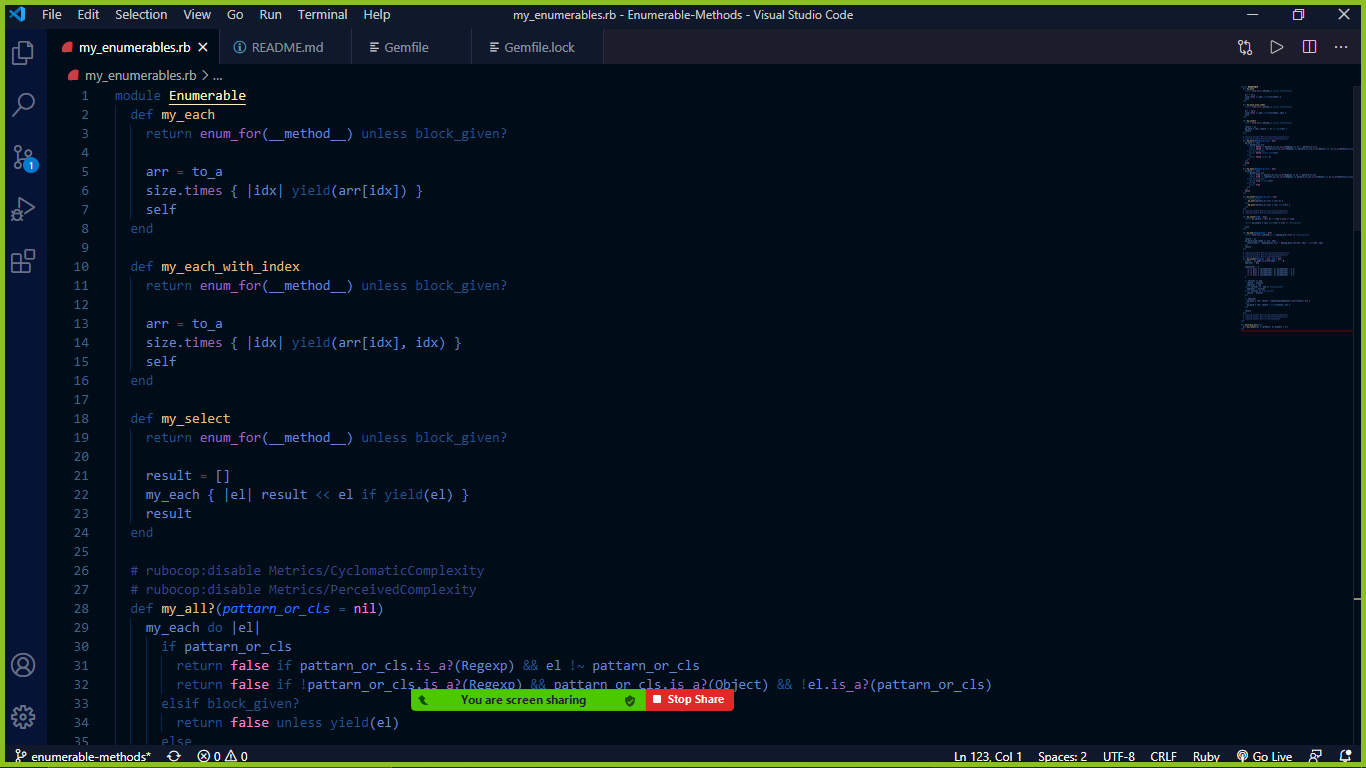 File Edit Selection View Go Run Terminal Help my_enumerables.rb - Enumerable-Methods - Visual Studio Code
my_enumerables.rb README.md Gemfile Gemfile.lock
my_enumerables.rb > ...
1 module Enumerable
2 def my_each
3 return enum_for(__method__) unless block_given?
4
5 arr = to_a
6 size.times { |idx| yield(arr[idx]) }
7 self
8 end
9
10 def my_each_with_index
11 return enum_for(__method__) unless block_given?
12
13 arr = to_a
14 size.times { |idx| yield(arr[idx], idx) }
15 self
16 end
17
18 def my_select
19 return enum_for(__method__) unless block_given?
20
21 result = []
22 my_each { |el| result << el if yield(el) }
23 result
24 end
25
26 # rubocop:disable Metrics/CyclomaticComplexity
27 # rubocop:disable Metrics/PerceivedComplexity
28 def my_all?(pattarn_or_cls = nil)
29 my_each do |el|
30 if pattarn_or_cls
31 return false if pattarn_or_cls.is_a?(Regexp) && el !~ pattarn_or_cls
32 return false if !pattarn_or_cls.is_a?(Regexp) && pattarn_or_cls.is_a?(Object) && !el.is_a?(pattarn_or_cls)
33 elsif block_given?
You are screen sharing Stop Share
34 return false unless yield(el)
35 else
1
enumerable-methods* 0 0 Ln 123, Col 1 Spaces: 2 UTF-8 CRLF Ruby Go Live